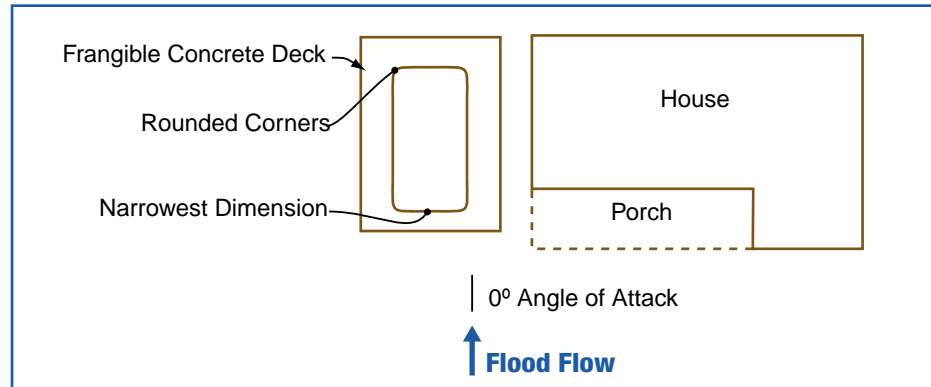 Frangible Concrete Deck
House
Rounded Corners
Narrowest Dimension
Porch
0º Angle of Attack
Flood Flow